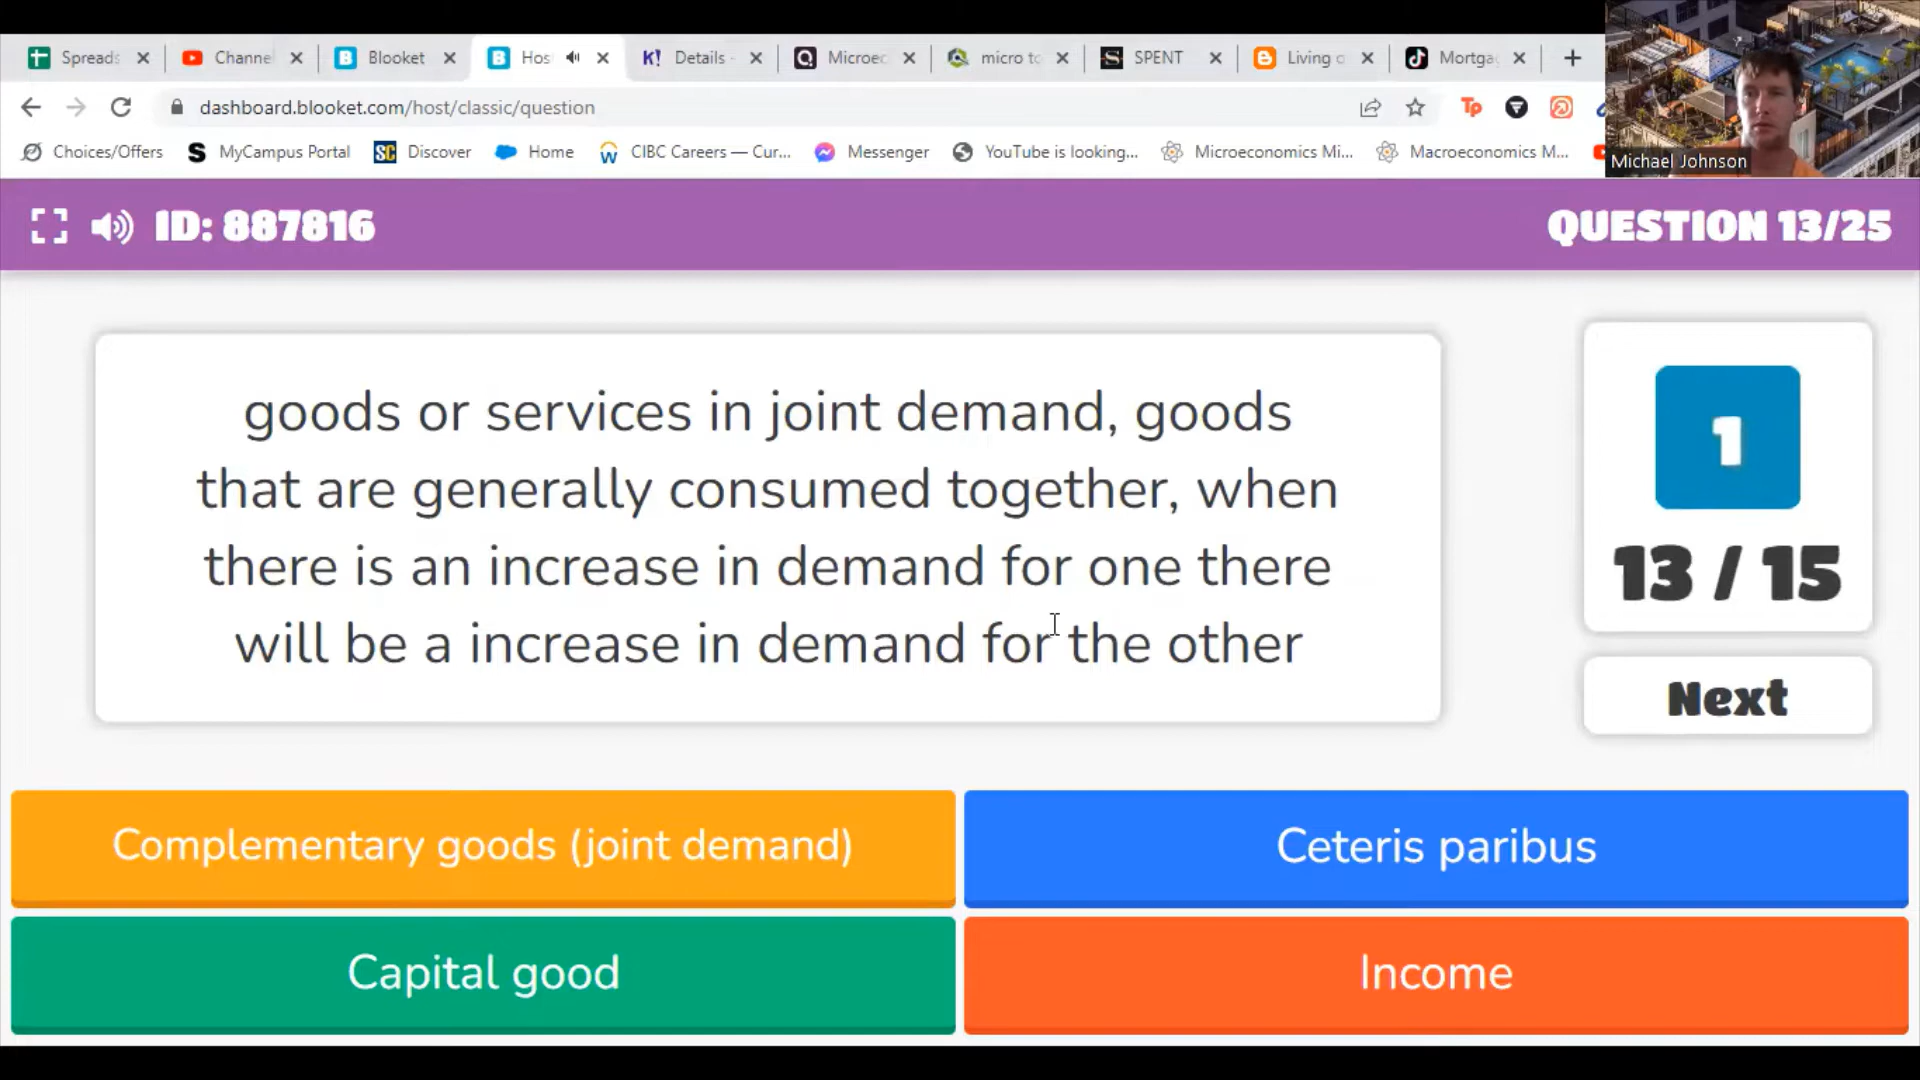 Spreads
Channel
Blooket
Hos
Details -
Microec
micro to
SPENT
Living o
Mortga
dashboard.blooket.com/host/classic/question
Choices/Offers
MyCampus Portal
Discover
Home
CIBC Careers — Cur...
Messenger
YouTube is looking...
Microeconomics Mi...
Macroeconomics M...
Michael Johnson
ID: 887816
QUESTION 13/25
goods or services in joint demand, goods
that are generally consumed together, when
there is an increase in demand for one there
will be a increase in demand for the other
1
13 / 15
Next
Complementary goods (joint demand)
Ceteris paribus
Capital good
Income